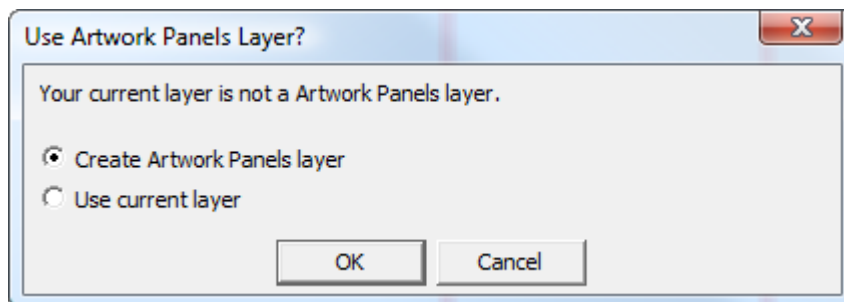 Use Artwork Panels Layer?
Your current layer is not a Artwork Panels layer.
Create Artwork Panels layer
Use current layer
OK Cancel